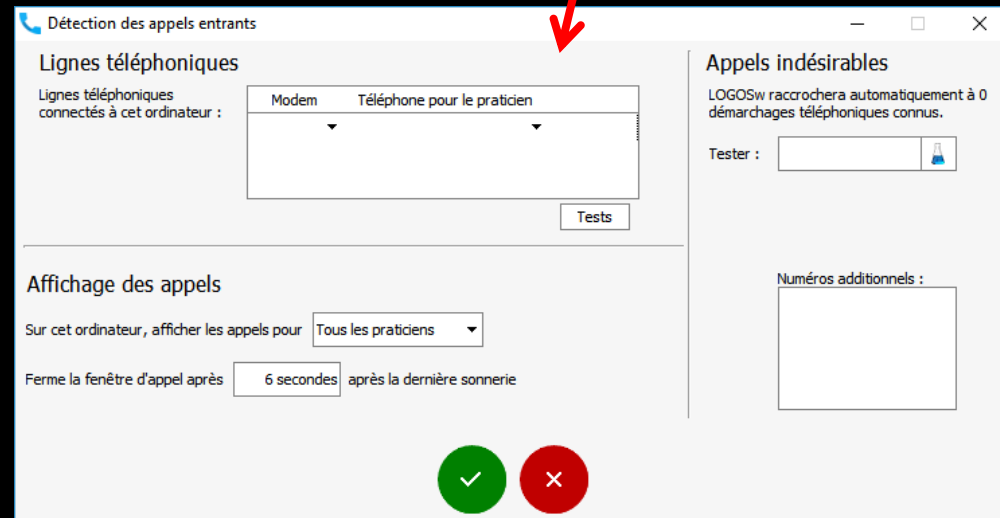 Détection des appels entrants
Lignes téléphoniques
Lignes téléphoniques
connectés à cet ordinateur :
Modem Téléphone pour le praticien
Tests
Affichage des appels
Sur cet ordinateur, afficher les appels pour Tous les praticiens
Ferme la fenêtre d'appel après 6 secondes après la dernière sonnerie
Appels indésirables
LOGOSw raccrochera automatiquement à 0
démarchages téléphoniques connus.
Tester :
Numéros additionnels :